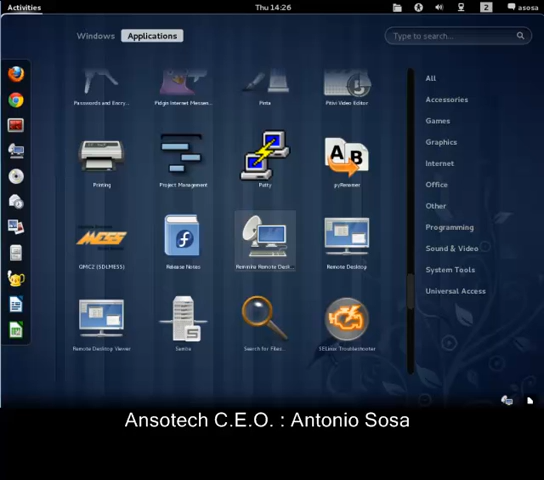 Activities
Thu 14:26
2
asosa
Windows
Applications
Type to search...
Passwords and Encry...
Pidgin Internet Messen...
Pinta
Pitivi Video Editor
All
Accessories
Games
Graphics
Internet
Office
Other
Programming
Sound & Video
System Tools
Universal Access
Printing
Project Management
Putty
A B
pyRenamer
MESS
QMC2 (SDLMESS)
Release Notes
Remmina Remote Desk...
Remote Desktop
Remote Desktop Viewer
S
Search for Files...
SELinux Troubleshooter
Ansotech C.E.O. : Antonio Sosa